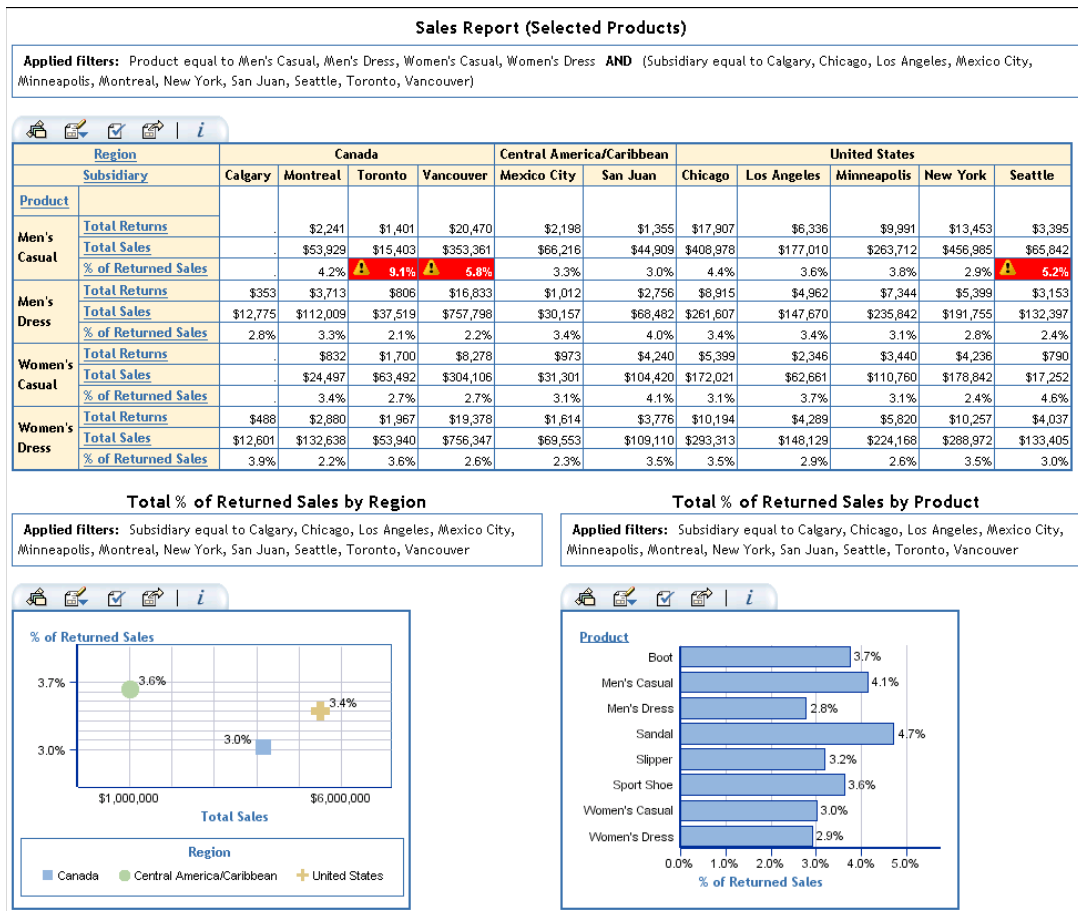 Sales Report (Selected Products)
Applied filters: Product equal to Men's Casual, Men's Dress, Women's Casual, Women's Dress AND (Subsidiary equal to Calgary, Chicago, Los Angeles, Mexico City,
Minneapolis, Montreal, New York, San Juan, Seattle, Toronto, Vancouver)
i
Region Canada Central America/Caribbean United States
Subsidiary Calgary Montreal Toronto Vancouver Mexico City San Juan Chicago Los Angeles Minneapolis New York Seattle
Product
Men's Casual
Total Returns . $2,241 $1,401 $20,470 $2,198 $1,355 $17,907 $6,336 $9,991 $13,453 $3,395
Total Sales . $53,929 $15,403 $353,361 $66,216 $44,909 $408,978 $177,010 $263,712 $456,985 $65,842
% of Returned Sales . 4.2% 9.1% 5.8% 3.3% 3.0% 4.4% 3.6% 3.8% 2.9% 5.2%
Men's Dress
Total Returns $353 $3,713 $806 $16,833 $1,012 $2,756 $8,915 $4,962 $7,344 $5,399 $3,153
Total Sales $12,775 $112,009 $37,519 $757,798 $30,157 $68,482 $261,607 $147,670 $235,842 $191,755 $132,397
% of Returned Sales 2.8% 3.3% 2.1% 2.2% 3.4% 4.0% 3.4% 3.4% 3.1% 2.8% 2.4%
Women's Casual
Total Returns . $832 $1,700 $8,278 $973 $4,240 $5,399 $2,346 $3,440 $4,236 $790
Total Sales . $24,497 $63,492 $304,106 $31,301 $104,420 $172,021 $62,661 $110,760 $178,842 $17,252
% of Returned Sales . 3.4% 2.7% 2.7% 3.1% 4.1% 3.1% 3.7% 3.1% 2.4% 4.6%
Women's Dress
Total Returns $488 $2,880 $1,967 $19,378 $1,614 $3,776 $10,194 $4,289 $5,820 $10,257 $4,037
Total Sales $12,601 $132,638 $53,940 $756,347 $69,553 $109,110 $293,313 $148,129 $224,168 $288,972 $133,405
% of Returned Sales 3.9% 2.2% 3.6% 2.6% 2.3% 3.5% 3.5% 2.9% 2.6% 3.5% 3.0%
Total % of Returned Sales by Region
Applied filters: Subsidiary equal to Calgary, Chicago, Los Angeles, Mexico City,
Minneapolis, Montreal, New York, San Juan, Seattle, Toronto, Vancouver
i
% of Returned Sales
3.7%
3.6%
3.4%
3.0%
3.0%
$1,000,000 $6,000,000
Total Sales
Region
Canada Central America/Caribbean United States
Total % of Returned Sales by Product
Applied filters: Subsidiary equal to Calgary, Chicago, Los Angeles, Mexico City,
Minneapolis, Montreal, New York, San Juan, Seattle, Toronto, Vancouver
i
Product
Boot 3.7%
Men's Casual 4.1%
Men's Dress 2.8%
Sandal 4.7%
Slipper 3.2%
Sport Shoe 3.6%
Women's Casual 3.0%
Women's Dress 2.9%
0.0% 1.0% 2.0% 3.0% 4.0% 5.0%
% of Returned Sales